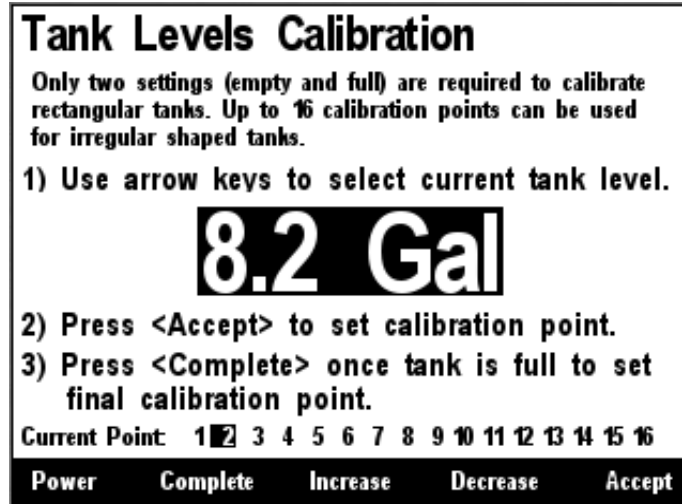 Tank Levels Calibration
Only two settings (empty and full) are required to calibrate
rectangular tanks. Up to 16 calibration points can be used
for irregular shaped tanks.
1) Use arrow keys to select current tank level.
8.2 Gal
2) Press <Accept> to set calibration point.
3) Press <Complete> once tank is full to set
final calibration point.
Current Point: 1 2 3 4 5 6 7 8 9 10 11 12 13 14 15 16
Power Complete Increase Decrease Accept